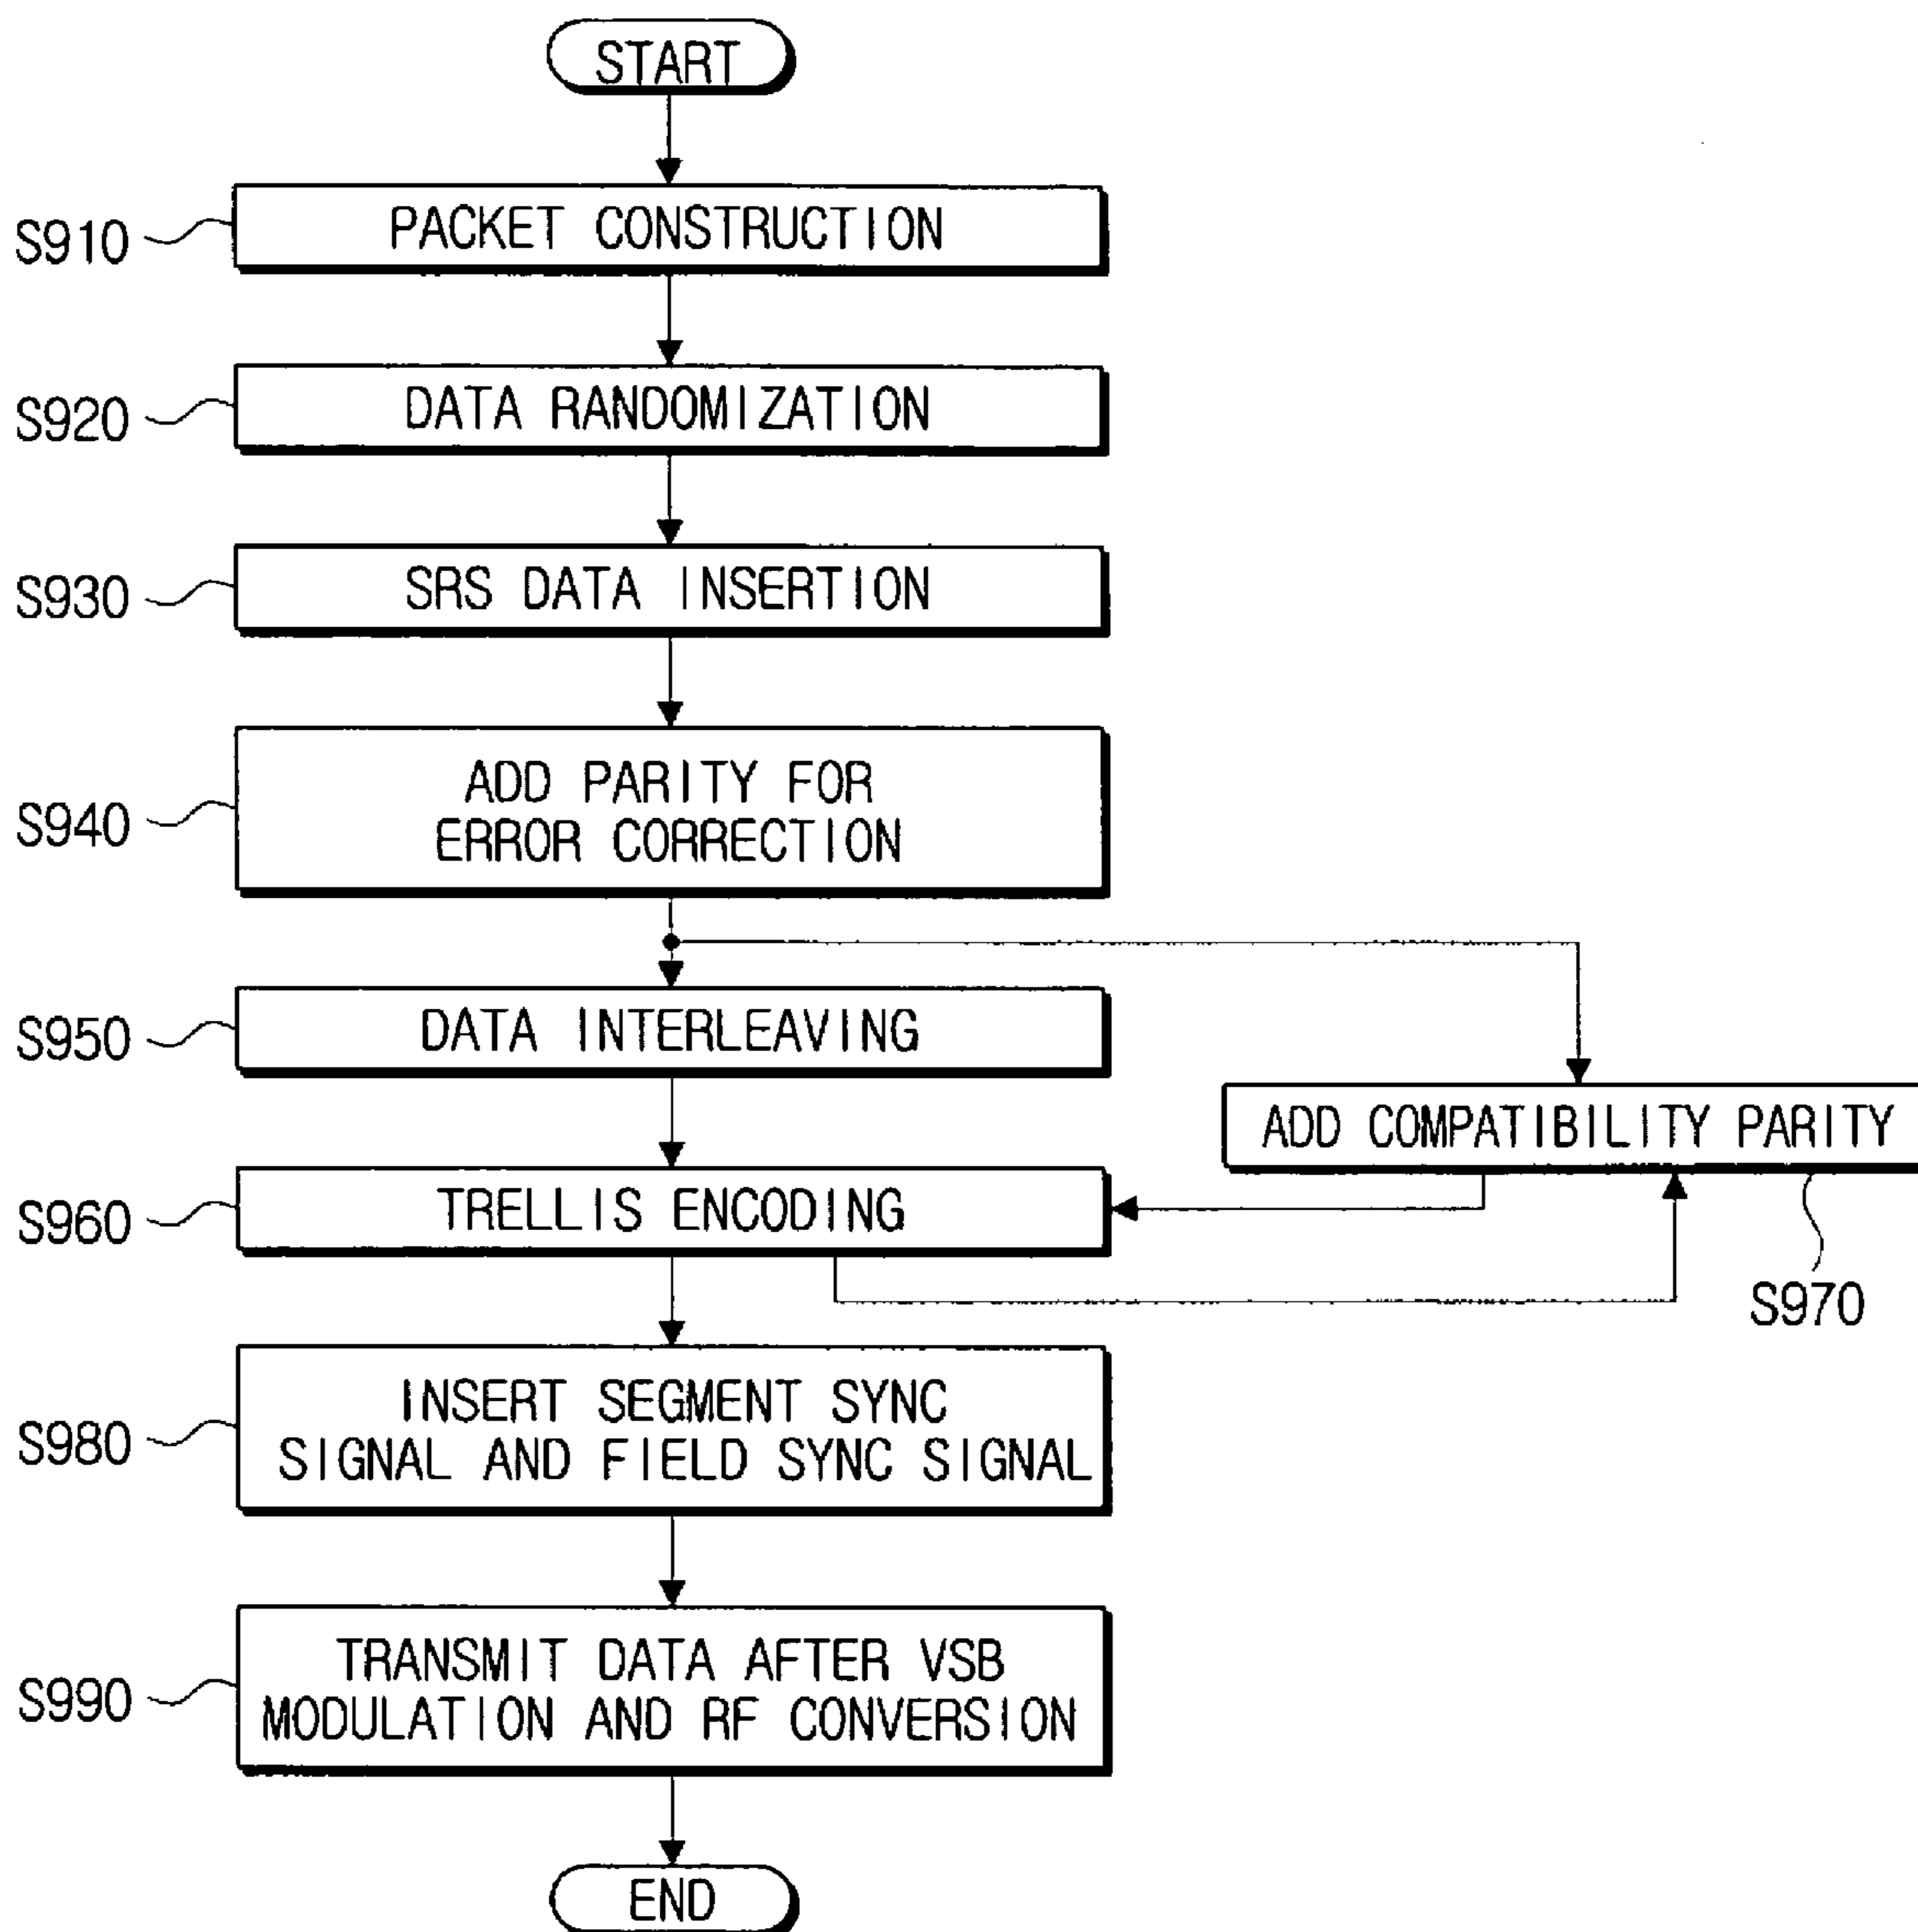 START
S910
PACKET CONSTRUCTION
S920
DATA RANDOMIZATION
S930
SRS DATA INSERTION
S940
ADD PARITY FOR
ERROR CORRECTION
S950
DATA INTERLEAVING
ADD COMPATIBILITY PARITY
S960
TRELLIS ENCODING
S970
S980
INSERT SEGMENT SYNC
SIGNAL AND FIELD SYNC SIGNAL
S990
TRANSMIT DATA AFTER VSB
MODULATION AND RF CONVERSION
END